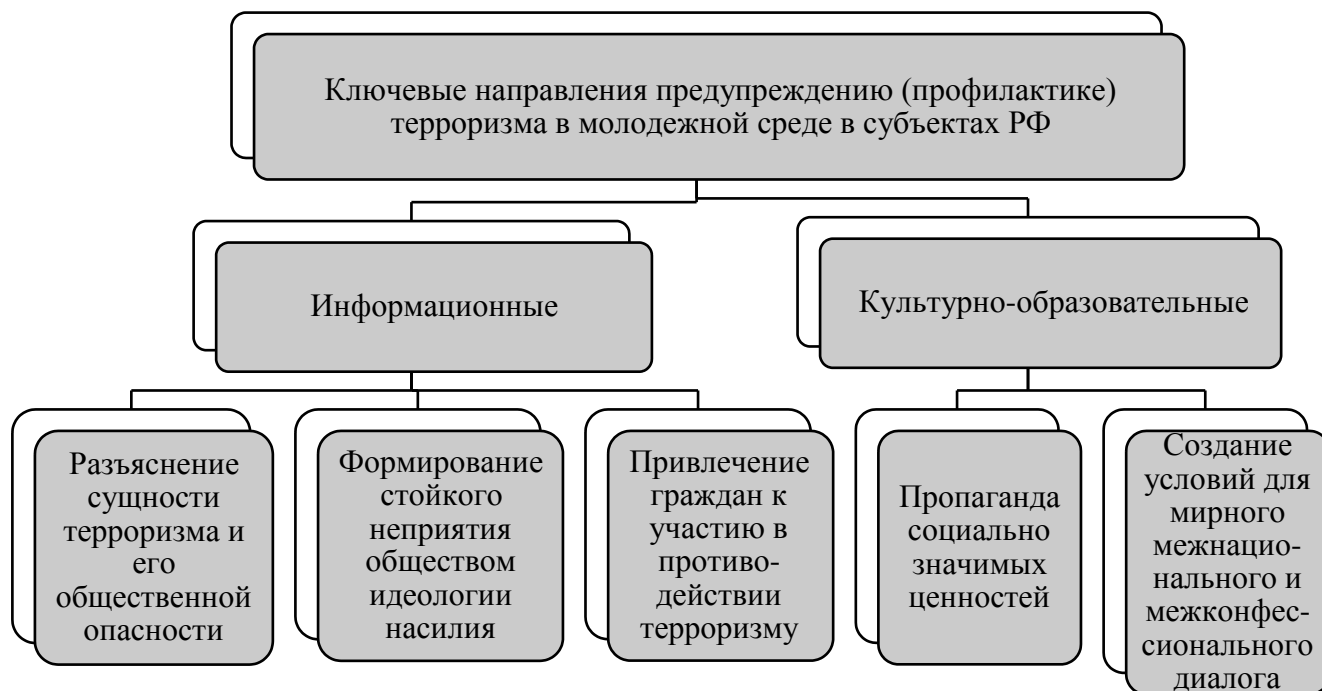 Ключевые направления предупреждению (профилактике)
терроризма в молодежной среде в субъектах РФ
Информационные
Культурно-образовательные
Разъяснение
сущности
терроризма и
его
общественной
опасности
Формирование
стойкого
неприятия
обществом
идеологии
насилия
Привлечение
граждан к
участию в
противо-
действии
терроризму
Пропаганда
социально
значимых
ценностей
Создание
условий для
мирного
межнацио-
нального и
межконфес-
сионального
диалога